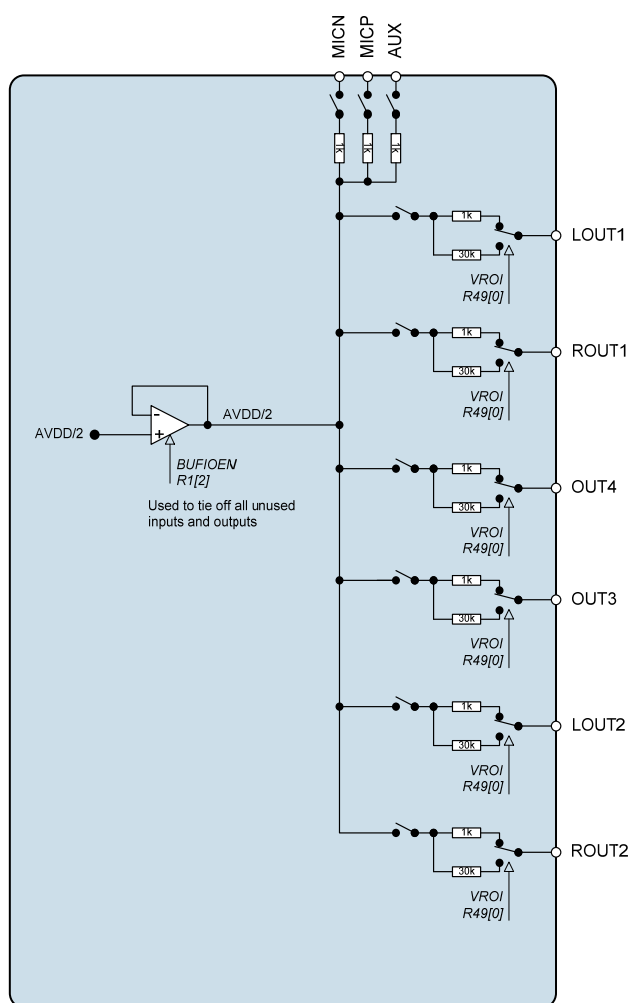 MICN
MICP
AUX
1k
1k
1k
1k
30k
LOUT1
VROI
R49[0]
1k
30k
ROUT1
VROI
R49[0]
AVDD/2
-
+
AVDD/2
BUFIOEN
R1[2]
Used to tie off all unused
inputs and outputs
1k
30k
OUT4
VROI
R49[0]
1k
30k
OUT3
VROI
R49[0]
1k
30k
LOUT2
VROI
R49[0]
1k
30k
ROUT2
VROI
R49[0]